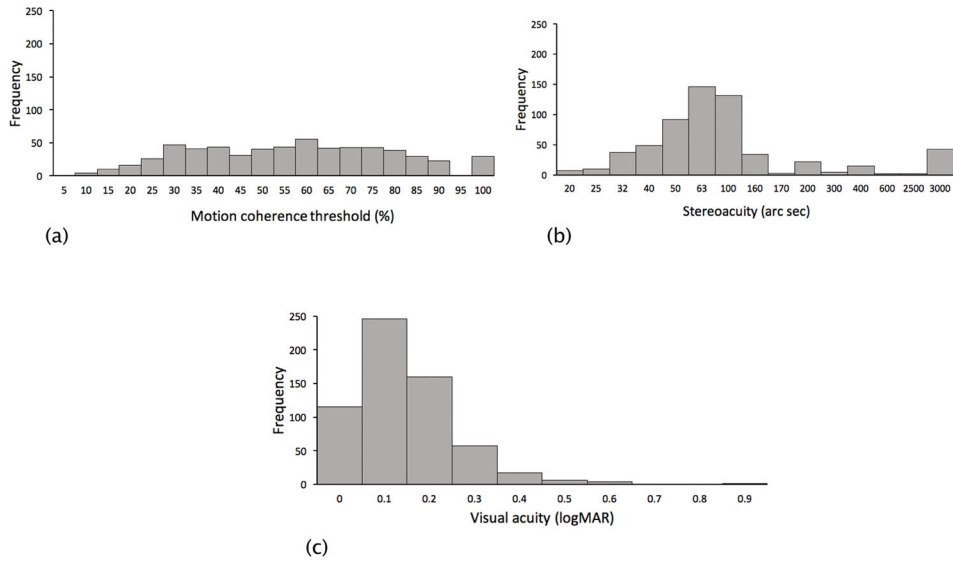 250
200
150
100
50
0
Frequency
5 10 15 20 25 30 35 40 45 50 55 60 65 70 75 80 85 90 95 100
Motion coherence threshold (%)
(a)
250
200
150
100
50
0
Frequency
20 25 32 40 50 63 100 160 170 200 300 400 600 2500 3000
Stereoacuity (arc sec)
(b)
250
200
150
100
50
0
Frequency
0 0.1 0.2 0.3 0.4 0.5 0.6 0.7 0.8 0.9
Visual acuity (logMAR)
(c)